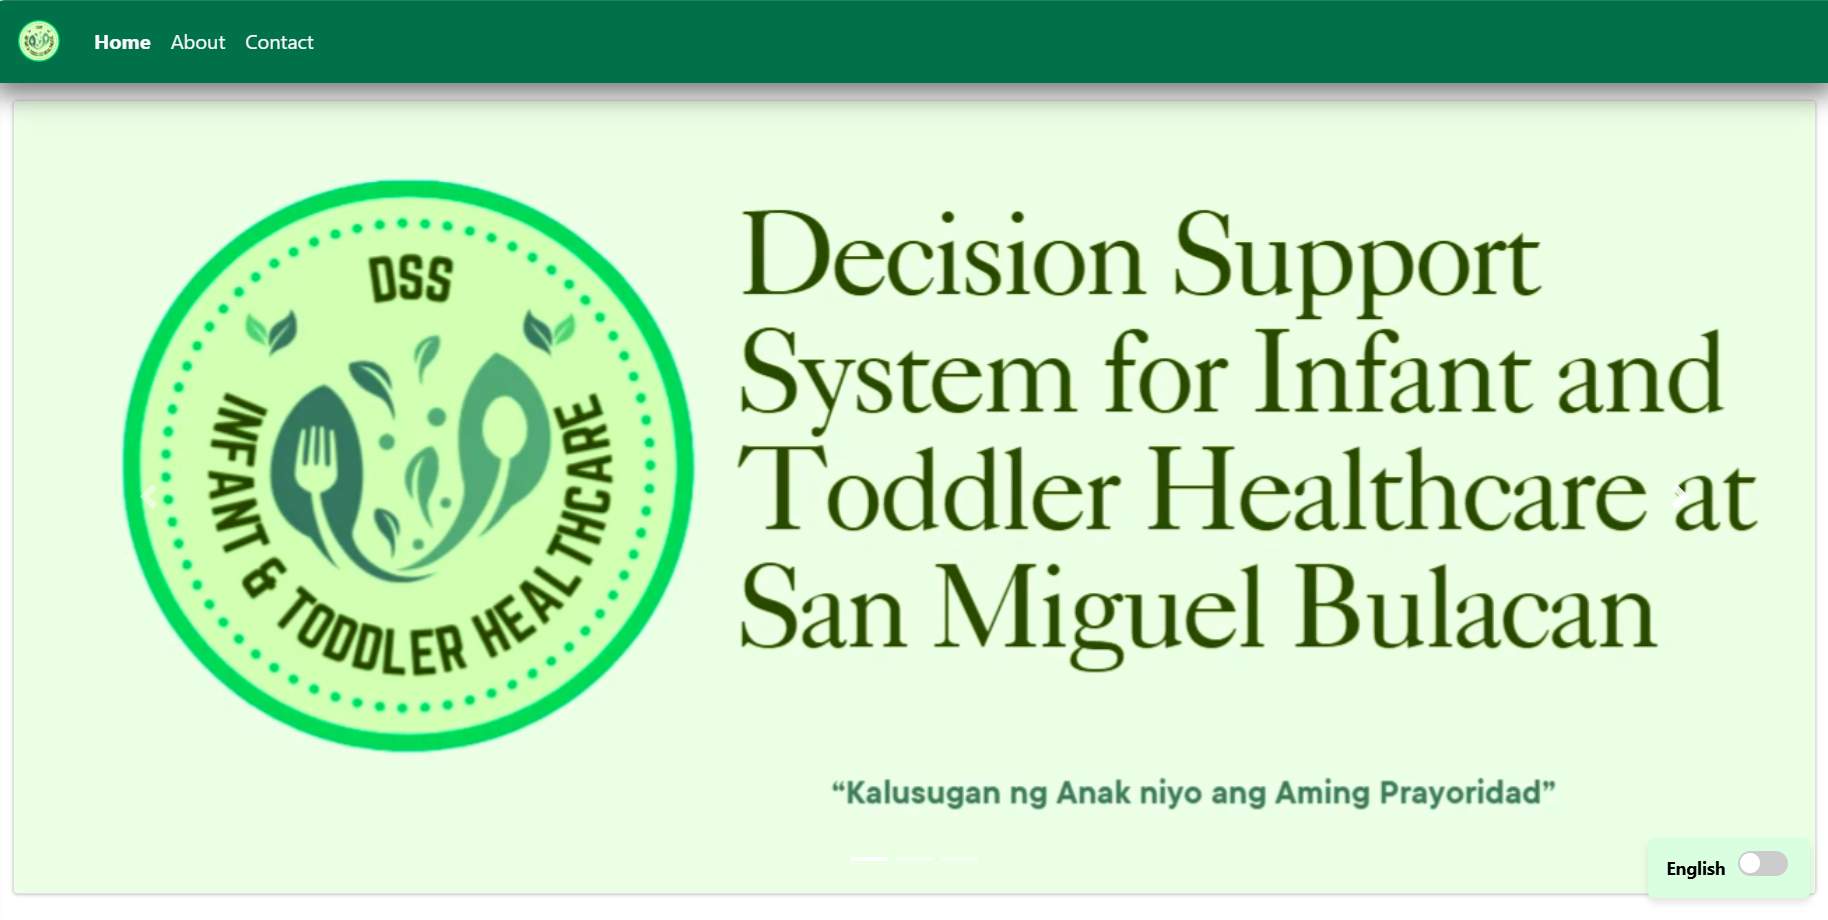 Home About Contact
DSS
INFANT & TODDLER HEALTHCARE
Decision Support
System for Infant and
Toddler Healthcare at
San Miguel Bulacan
“Kalusugan ng Anak niyo ang Aming Prayoridad”
English